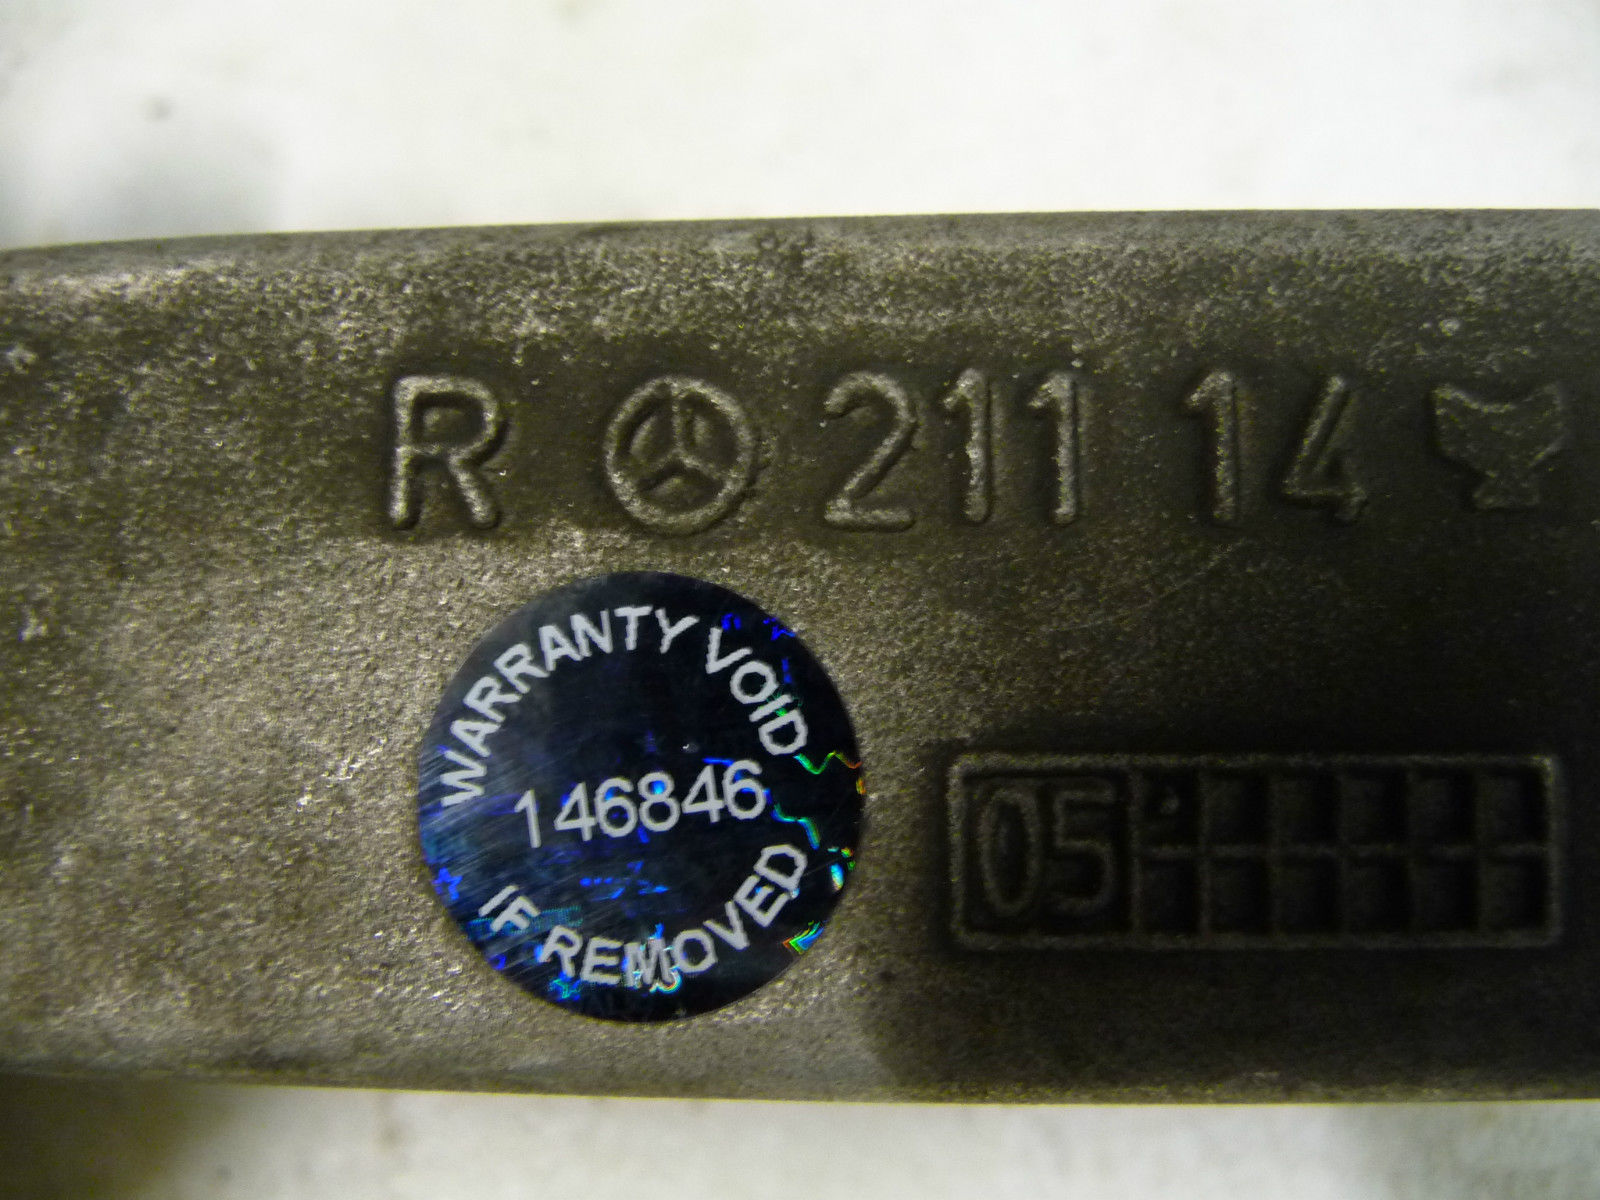 R 211 14
WARRANTY VOID
146846
IF REMOVED
05